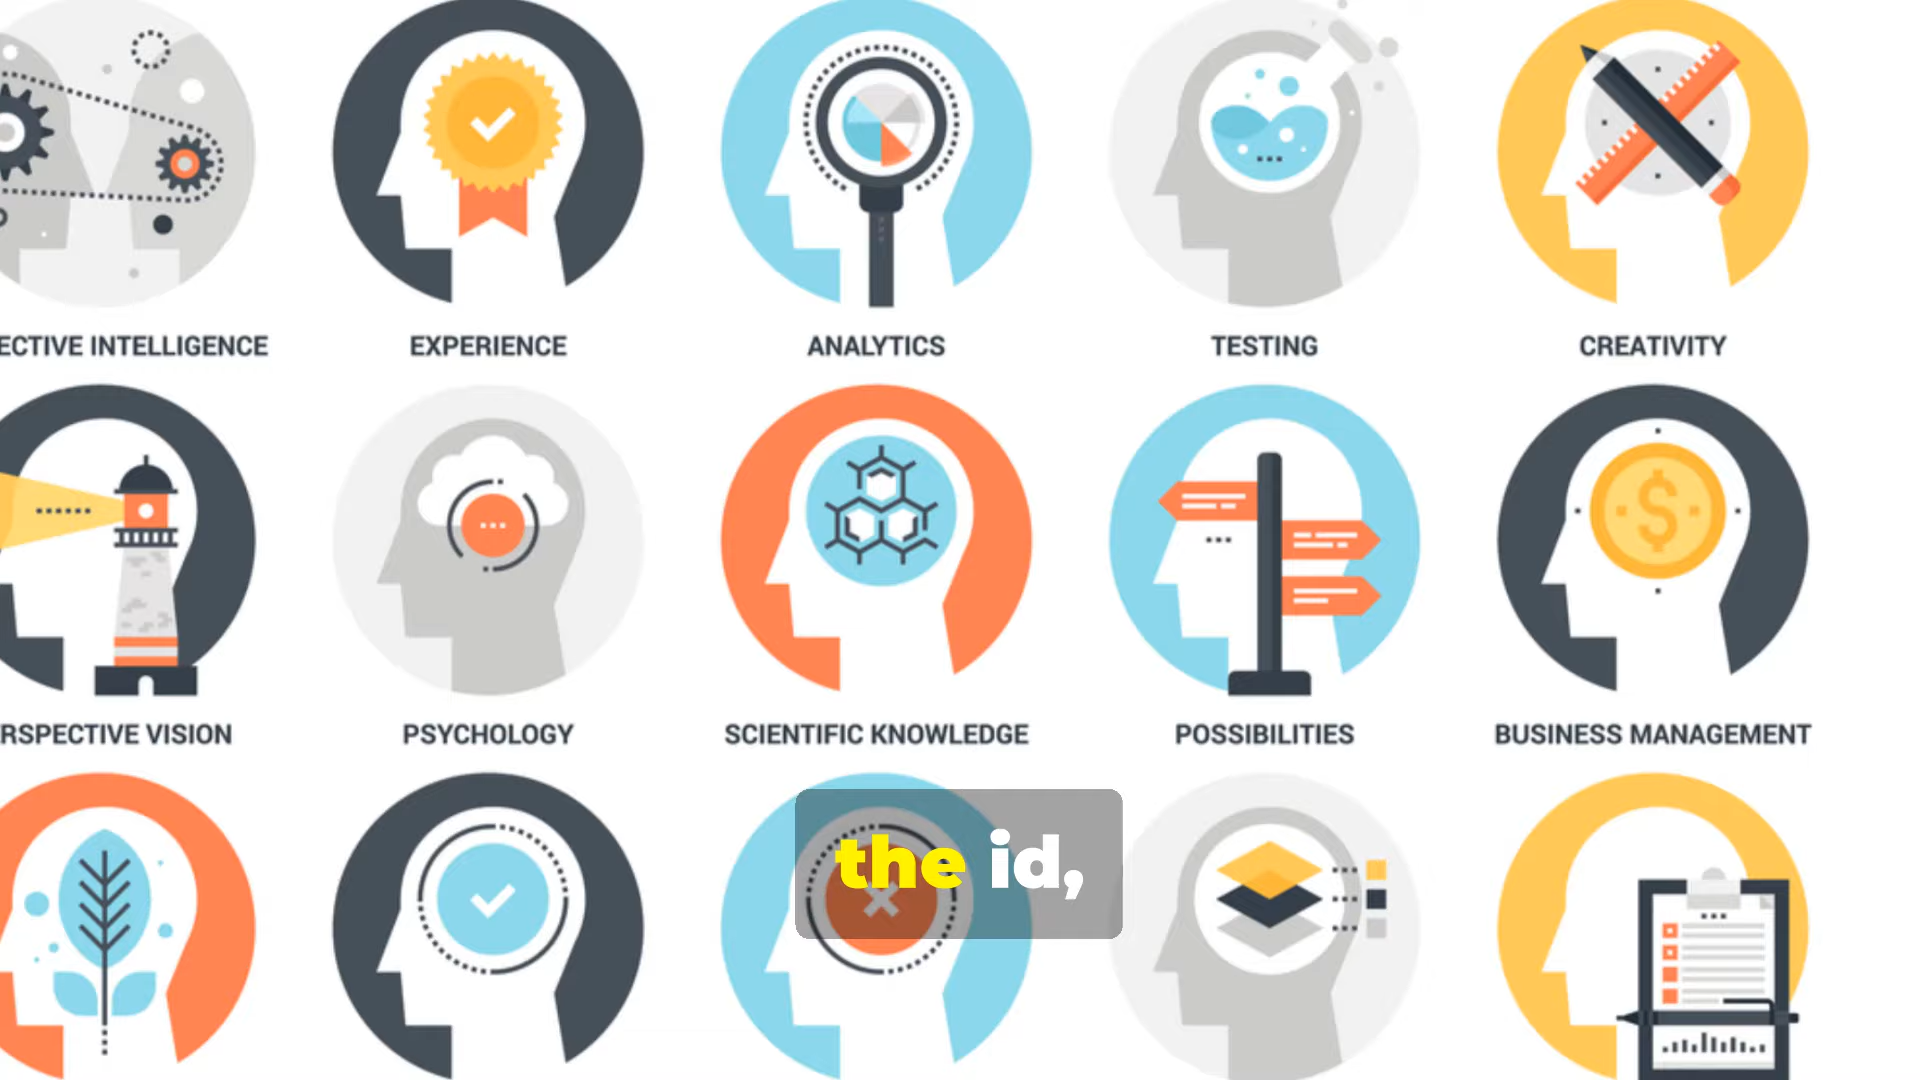 ECTIVE INTELLIGENCE
EXPERIENCE
ANALYTICS
TESTING
CREATIVITY
RSPECTIVE VISION
PSYCHOLOGY
SCIENTIFIC KNOWLEDGE
POSSIBILITIES
BUSINESS MANAGEMENT
the id,